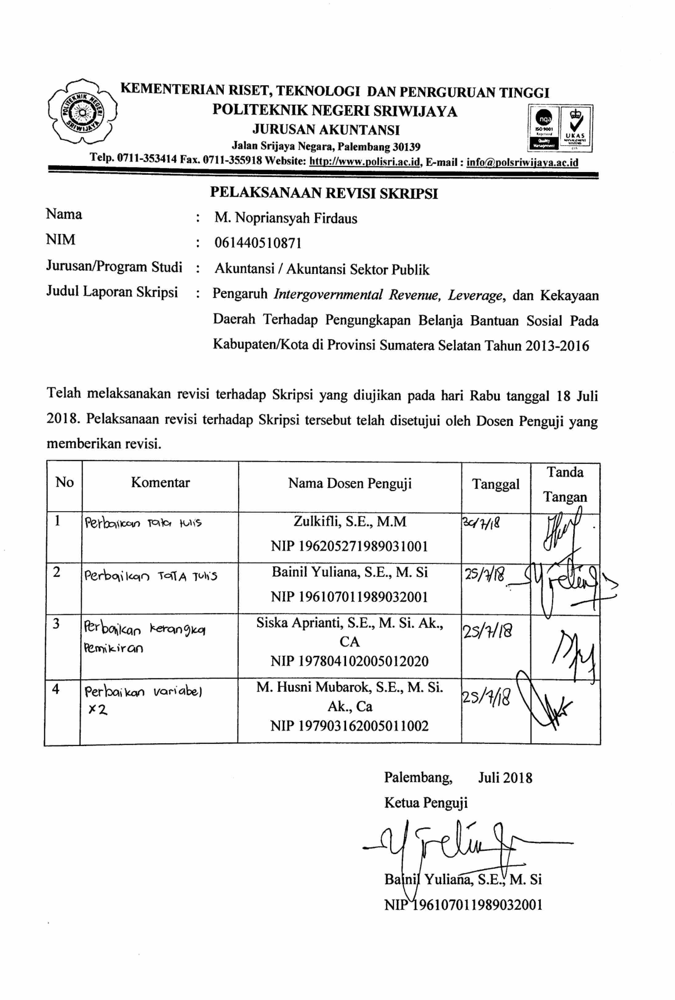 KEMENTERIAN RISET, TEKNOLOGI DAN PENRGURUAN TINGGI
POLITEKNIK NEGERI SRIWIJAYA
JURUSAN AKUNTANSI
Jalan Srijaya Negara, Palembang 30139
Telp. 0711-353414 Fax. 0711-355918 Website: http://www.polisri.ac.id, E-mail : info@polsriwijaya.ac.id
POLITEKNIK NEGERI SRIWIJAYA
nqa
ISO 9001
Registered
Quality
Management
UKAS
MANAGEMENT
SYSTEMS
PELAKSANAAN REVISI SKRIPSI
Nama : M. Nopriansyah Firdaus
NIM : 061440510871
Jurusan/Program Studi : Akuntansi / Akuntansi Sektor Publik
Judul Laporan Skripsi : Pengaruh Intergovernmental Revenue, Leverage, dan Kekayaan
Daerah Terhadap Pengungkapan Belanja Bantuan Sosial Pada
Kabupaten/Kota di Provinsi Sumatera Selatan Tahun 2013-2016
Telah melaksanakan revisi terhadap Skripsi yang diujikan pada hari Rabu tanggal 18 Juli
2018. Pelaksanaan revisi terhadap Skripsi tersebut telah disetujui oleh Dosen Penguji yang
memberikan revisi.
No Komentar Nama Dosen Penguji Tanggal Tanda
Tangan
1 Perbaikan Tata tulis Zulkifli, S.E., M.M
NIP 196205271989031001
2 Perbaikan TaTA Tulis Bainil Yuliana, S.E., M. Si 25/7/18
NIP 196107011989032001
3 Perbaikan kerangka Siska Aprianti, S.E., M. Si. Ak., 25/7/18
Pemikiran CA
NIP 197804102005012020
4 Perbaikan variabel M. Husni Mubarok, S.E., M. Si. 25/7/18
X2 Ak., Ca
NIP 197903162005011002
Palembang, Juli 2018
Ketua Penguji
Bainil Yuliana, S.E., M. Si
NIP 196107011989032001